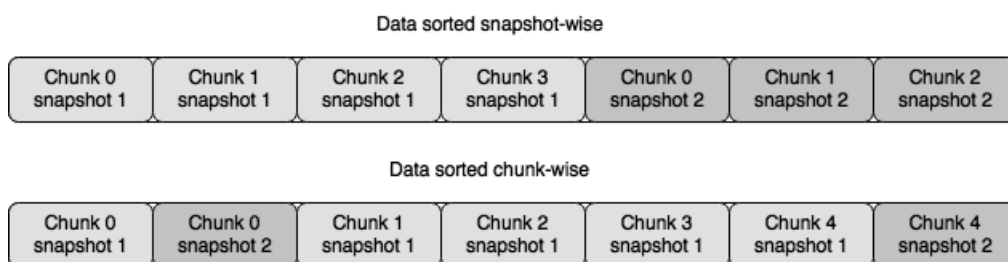 Data sorted snapshot-wise
Chunk 0 Chunk 1 Chunk 2 Chunk 3 Chunk 0 Chunk 1 Chunk 2
snapshot 1 snapshot 1 snapshot 1 snapshot 1 snapshot 2 snapshot 2 snapshot 2
Data sorted chunk-wise
Chunk 0 Chunk 0 Chunk 1 Chunk 2 Chunk 3 Chunk 4 Chunk 4
snapshot 1 snapshot 2 snapshot 1 snapshot 1 snapshot 1 snapshot 1 snapshot 2